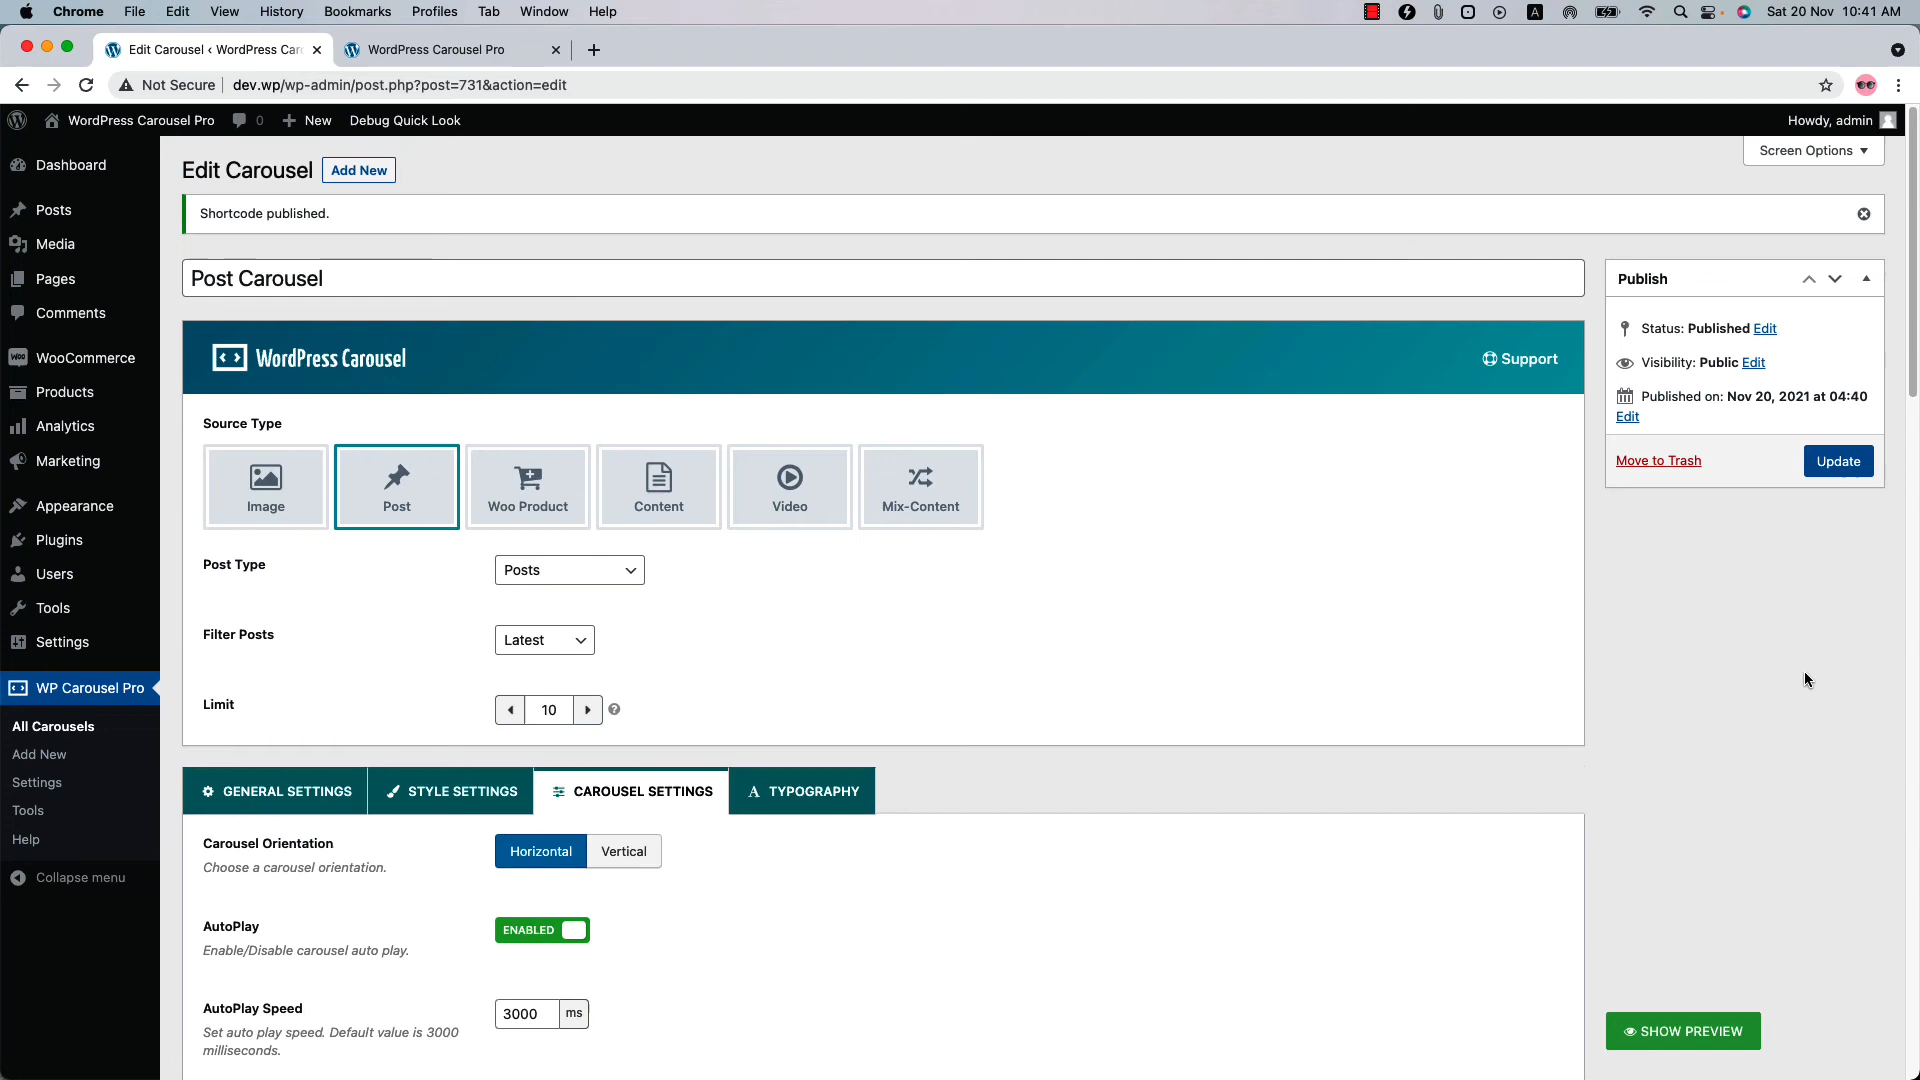 Chrome File Edit View History Bookmarks Profiles Tab Window Help A Sat 20 Nov 10:41 AM
Edit Carousel ‹ WordPress Car WordPress Carousel Pro
Not Secure dev.wp/wp-admin/post.php?post=731&action=edit
WordPress Carousel Pro 0 New Debug Quick Look Howdy, admin
Dashboard
Posts
Media
Pages
Comments
Woo WooCommerce
Products
Analytics
Marketing
Appearance
Plugins
Users
Tools
Settings
WP Carousel Pro
All Carousels
Add New
Settings
Tools
Help
Collapse menu
Screen Options
Edit Carousel Add New
Shortcode published.
Post Carousel
WordPress Carousel Support
Source Type
Image Post Woo Product Content Video Mix-Content
Post Type Posts
Filter Posts Latest
Limit 10 ?
Publish
Status: Published Edit
Visibility: Public Edit
Published on: Nov 20, 2021 at 04:40
Edit
Move to Trash Update
GENERAL SETTINGS STYLE SETTINGS CAROUSEL SETTINGS A TYPOGRAPHY
Carousel Orientation Horizontal Vertical
Choose a carousel orientation.
AutoPlay ENABLED
Enable/Disable carousel auto play.
AutoPlay Speed 3000 ms
Set auto play speed. Default value is 3000
milliseconds.
SHOW PREVIEW